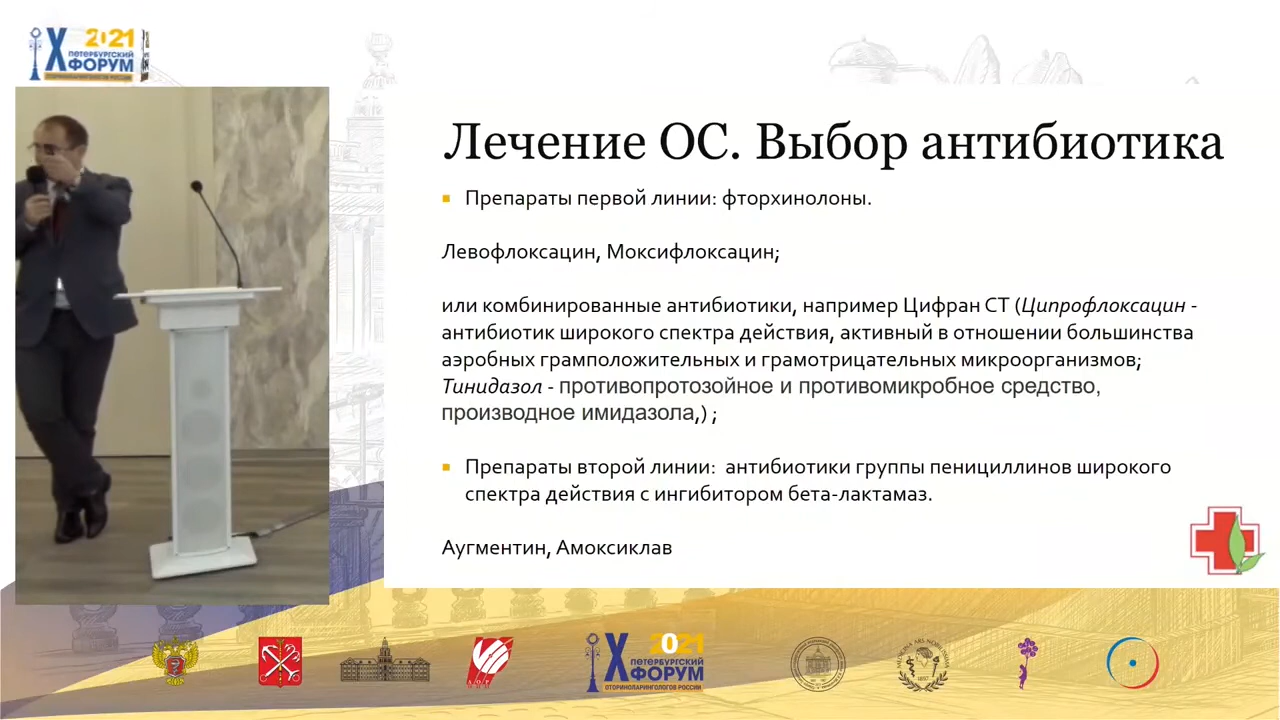 X 2021
ПЕТЕРБУРГСКИЙ
ФОРУМ
ОТОРИНОЛАРИНГОЛОГОВ РОССИИ
Лечение ОС. Выбор антибиотика
Препараты первой линии: фторхинолоны.
Левофлоксацин, Моксифлоксацин;
или комбинированные антибиотики, например Цифран СТ (Ципрофлоксацин -
антибиотик широкого спектра действия, активный в отношении большинства
аэробных грамположительных и грамотрицательных микроорганизмов;
Тинидазол - противопротозойное и противомикробное средство,
производное имидазола,) ;
Препараты второй линии: антибиотики группы пенициллинов широкого
спектра действия с ингибитором бета-лактамаз.
Аугментин, Амоксиклав
X 2021
ПЕТЕРБУРГСКИЙ
ФОРУМ
ОТОРИНОЛАРИНГОЛОГОВ РОССИИ